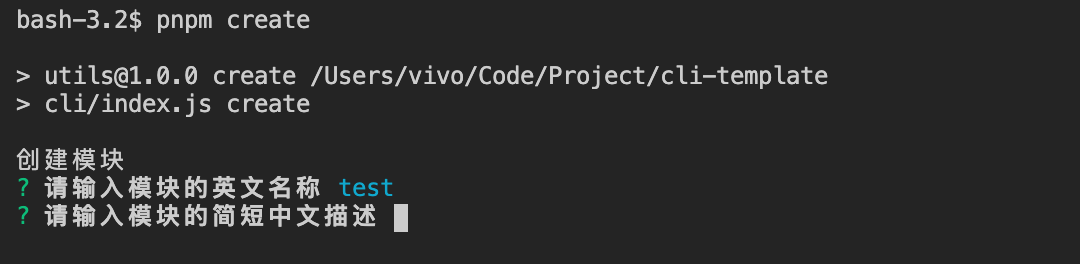 bash-3.2$ pnpm create
> utils@1.0.0 create /Users/vivo/Code/Project/cli-template
> cli/index.js create
创建模块
? 请输入模块的英文名称 test
? 请输入模块的简短中文描述